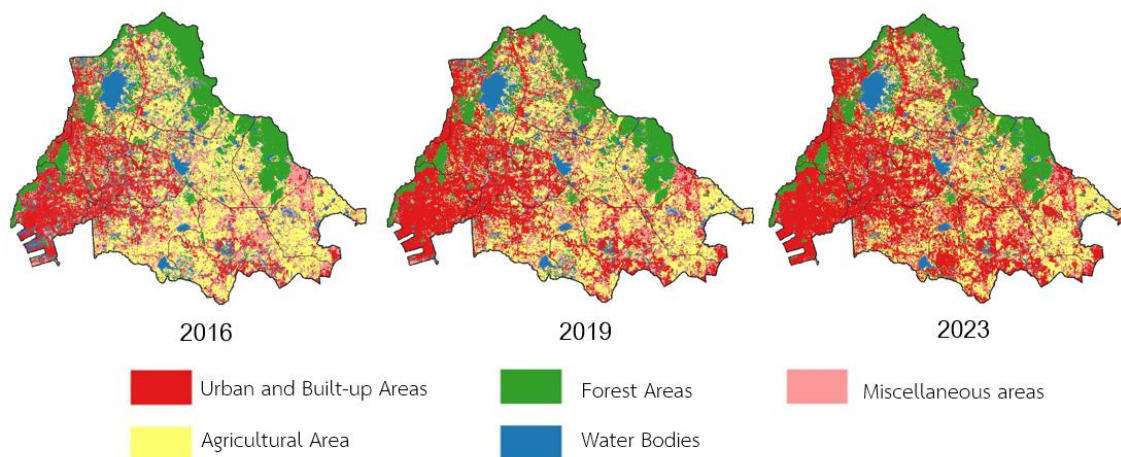 2016
2019
2023
Urban and Built-up Areas
Forest Areas
Miscellaneous areas
Agricultural Area
Water Bodies